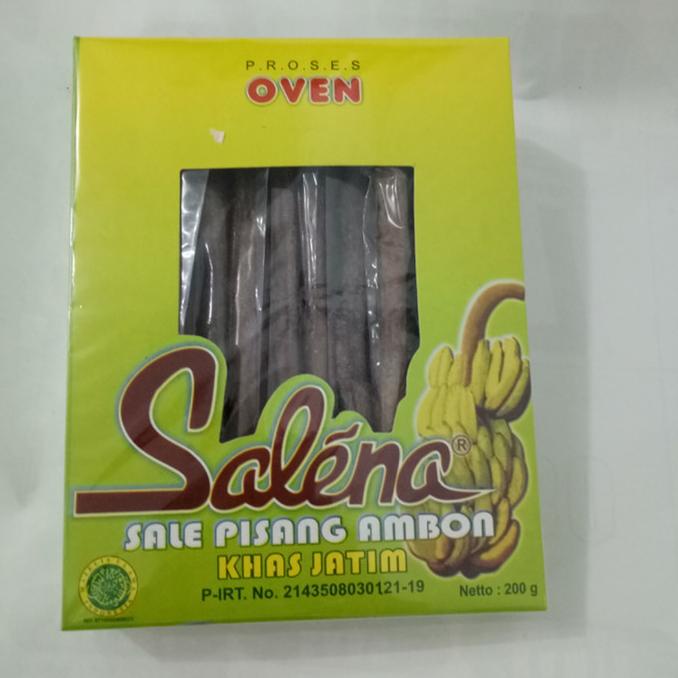 P.R.O.S.E.S
OVEN
Saléna®
SALE PISANG AMBON
KHAS JATIM
P-IRT. No. 2143508030121-19
Netto : 200 g